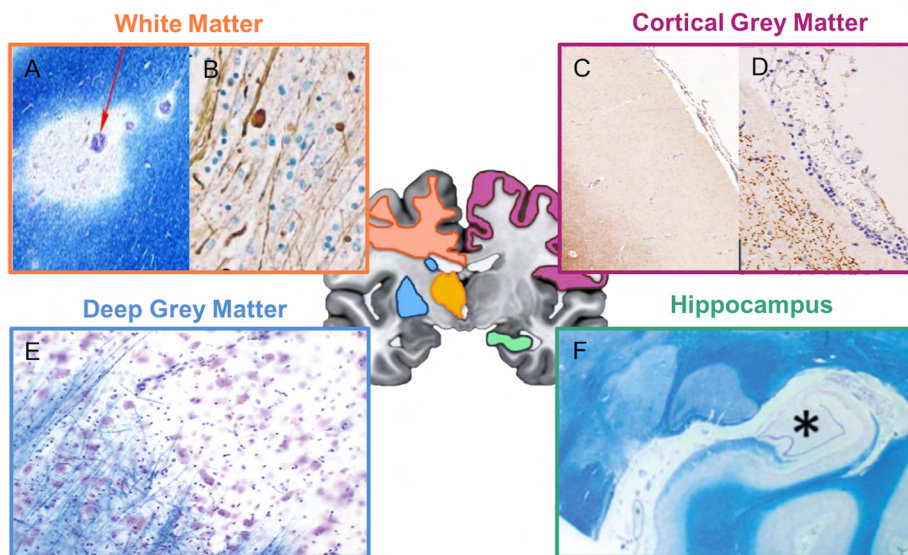 White Matter
Cortical Grey Matter
A
B
C
D
Deep Grey Matter
Hippocampus
E
F
*